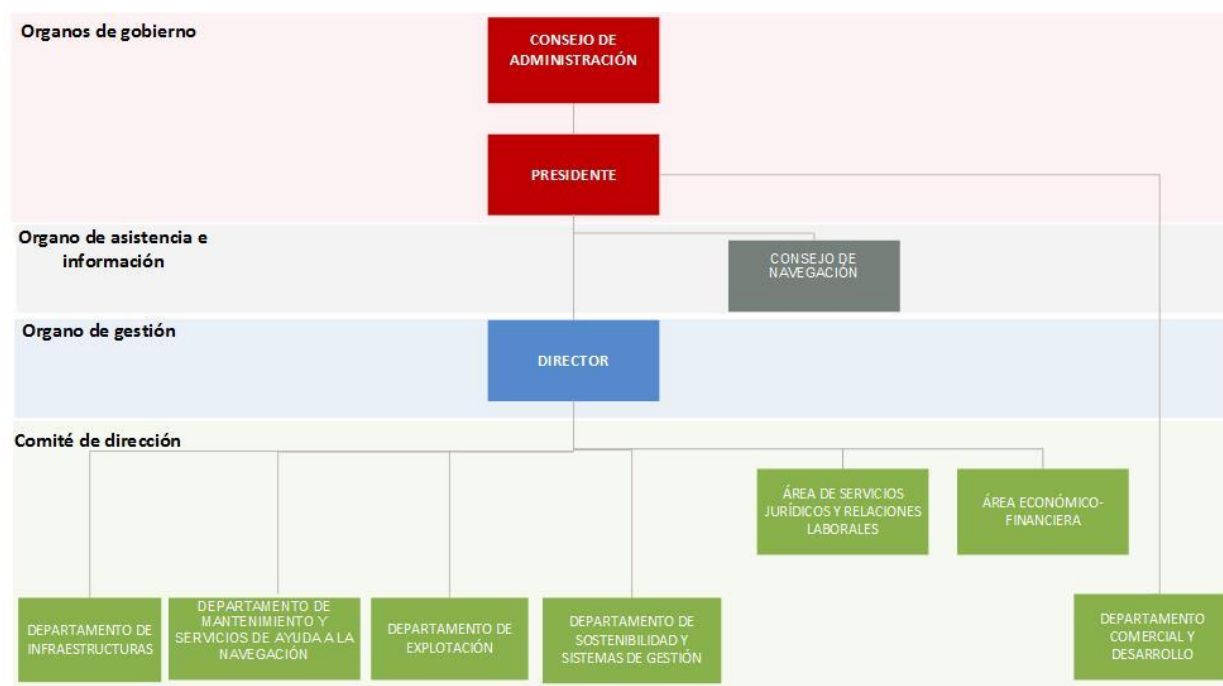 Organos de gobierno
CONSEJO DE
ADMINISTRACIÓN
PRESIDENTE
Organo de asistencia e
información
CONSEJO DE
NAVEGACIÓN
Organo de gestión
DIRECTOR
Comité de dirección
ÁREA DE SERVICIOS
JURÍDICOS Y RELACIONES
LABORALES
ÁREA ECONÓMICO-
FINANCIERA
DEPARTAMENTO DE
INFRAESTRUCTURAS
DEPARTAMENTO DE
MANTENIMIENTO Y
SERVICIOS DE AYUDA A LA
NAVEGACIÓN
DEPARTAMENTO DE
EXPLOTACIÓN
DEPARTAMENTO DE
SOSTENIBILIDAD Y
SISTEMAS DE GESTIÓN
DEPARTAMENTO
COMERCIAL Y
DESARROLLO